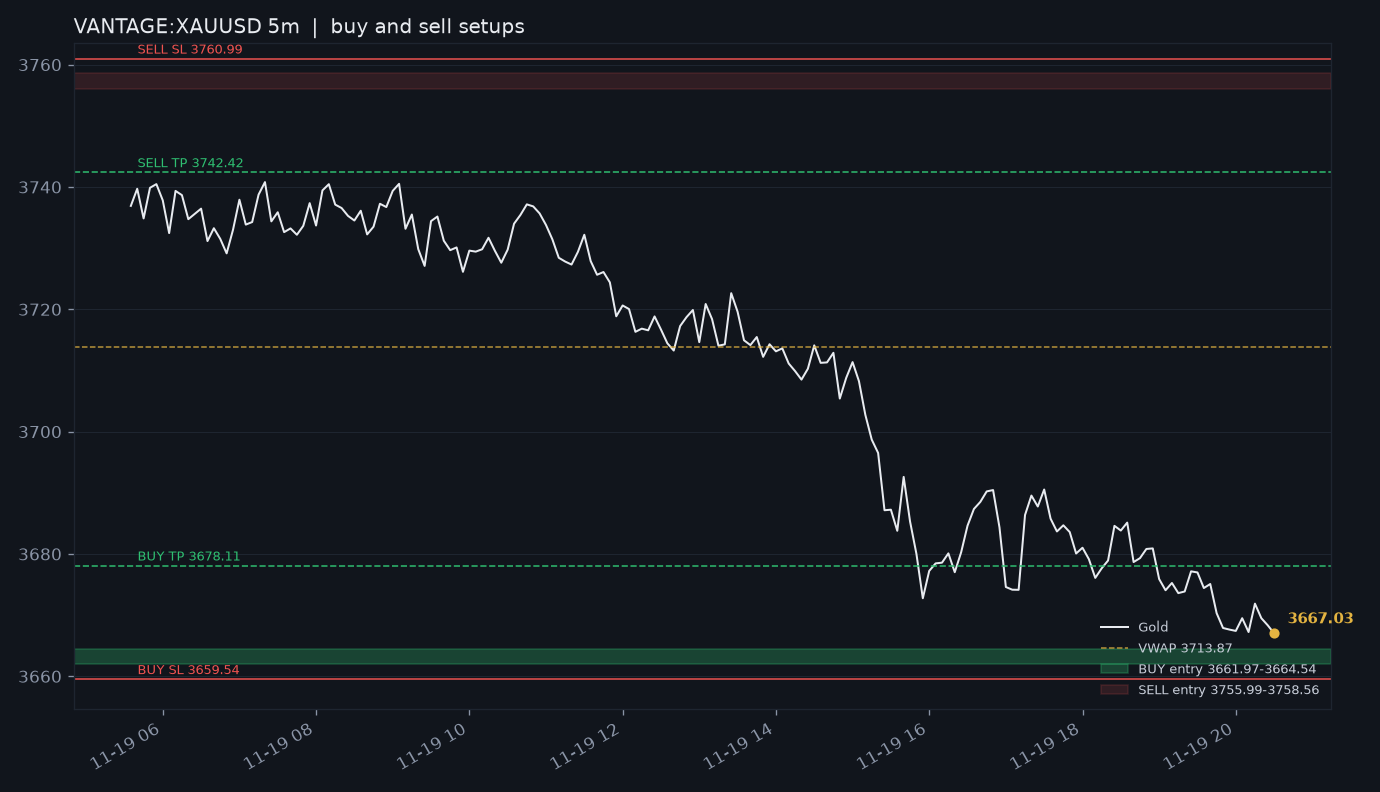 VANTAGE:XAUUSD 5m | buy and sell setups
SELL SL 3760.99
3760
SELL TP 3742.42
3740
3720
3700
3680
BUY TP 3678.11
3667.03
Gold
VWAP 3713.87
BUY entry 3661.97-3664.54
SELL entry 3755.99-3758.56
BUY SL 3659.54
3660
11-19 06
11-19 08
11-19 10
11-19 12
11-19 14
11-19 16
11-19 18
11-19 20